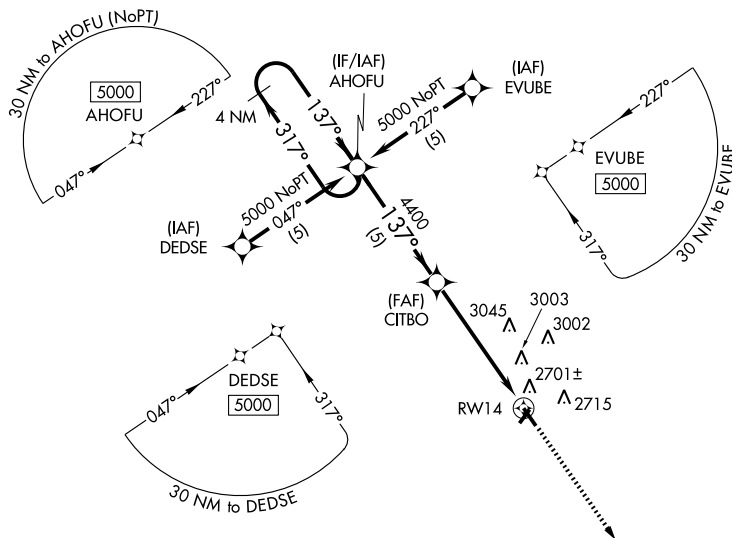 30 NM to AHOFU (NoPT)
5000
AHOFU
227°
047°
(IF/IAF)
AHOFU
4 NM
137°
317°
(IAF)
EVUBE
5000 NoPT
227°
(5)
5000 NoPT
047°
(5)
(IAF)
DEDSE
4400
137°
(5)
(FAF)
CITBO
227°
EVUBE
5000
317°
30 NM to EVUBE
3045
3003
3002
2701±
2715
RW14
047°
DEDSE
5000
317°
30 NM to DEDSE